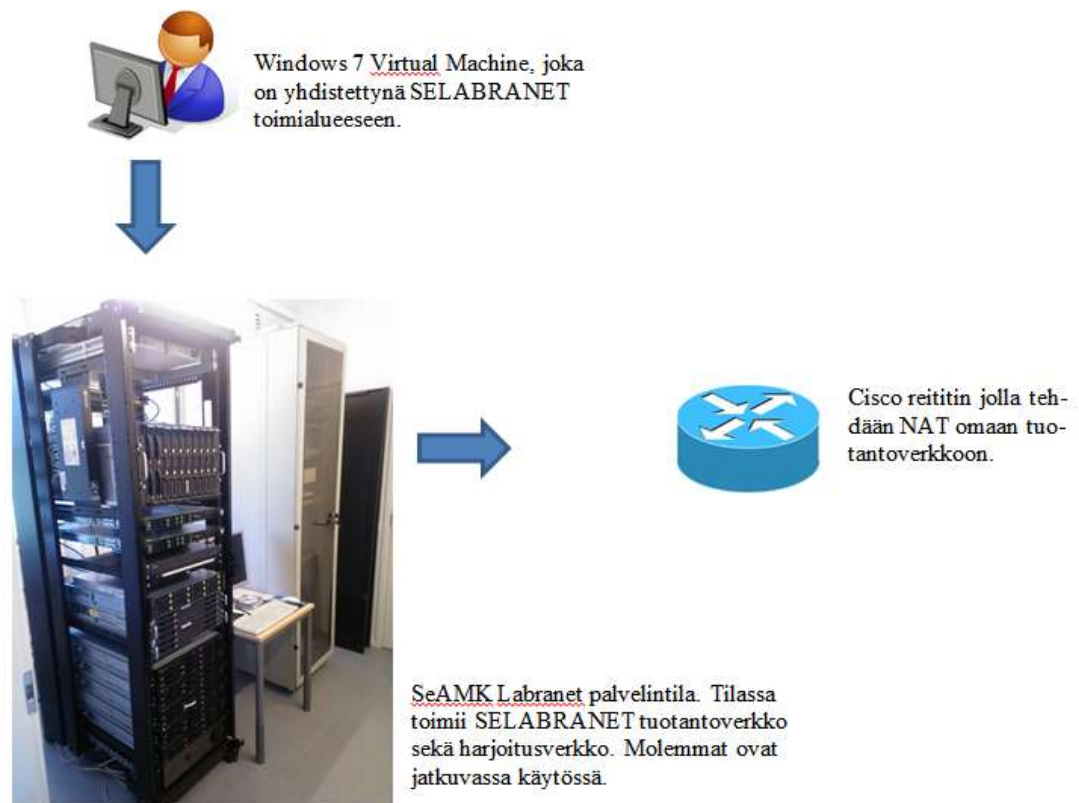 Windows 7 Virtual Machine, joka
on yhdistettynä SELABRANET
toimialueeseen.
Cisco reititin jolla teh-
dään NAT omaan tuo-
tantoverkkoon.
SeAMK Labranet palvelintila. Tilassa
toimii SELABRANET tuotantoverkko
sekä harjoitusverkko. Molemmat ovat
jatkuvassa käytössä.